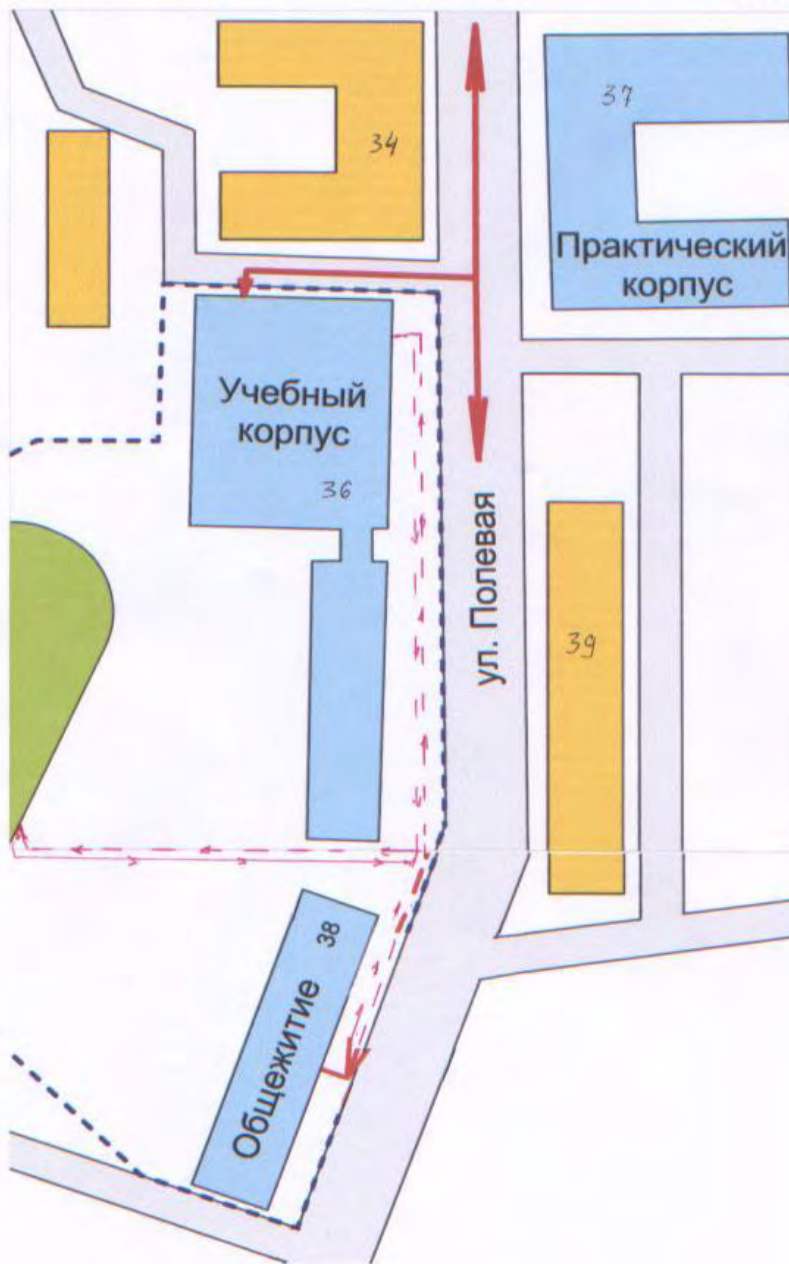 34
37
Практический
корпус
Учебный
корпус
36
ул. Полевая
39
38
Общежитие